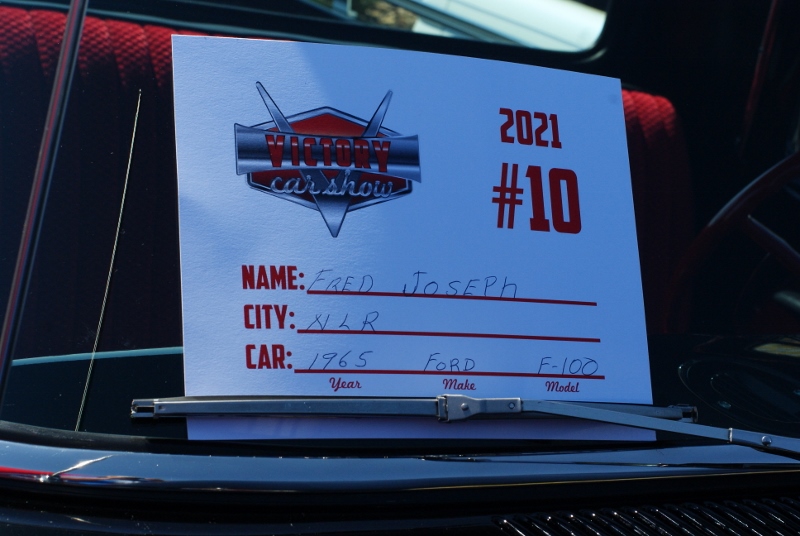 VICTORY
car show
2021
#10
NAME: FRED JOSEPH
CITY: NLR
CAR: 1965 FORD F-100
Year Make Model